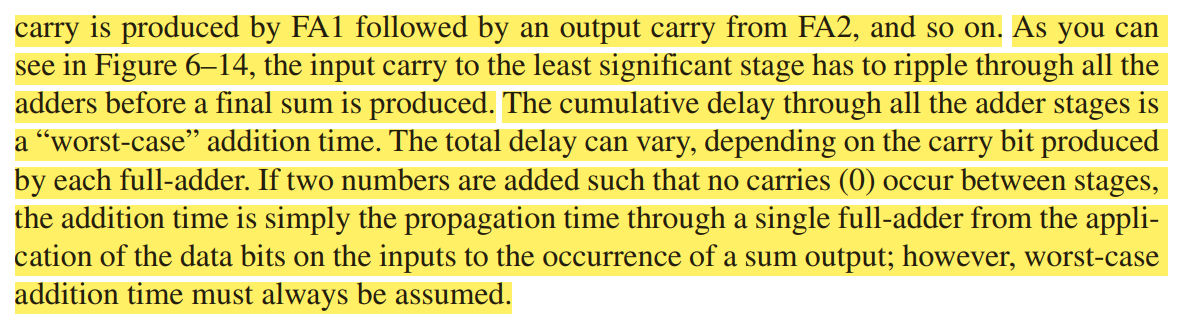 carry is produced by FA1 followed by an output carry from FA2, and so on. As you can
see in Figure 6–14, the input carry to the least significant stage has to ripple through all the
adders before a final sum is produced. The cumulative delay through all the adder stages is
a “worst-case” addition time. The total delay can vary, depending on the carry bit produced
by each full-adder. If two numbers are added such that no carries (0) occur between stages,
the addition time is simply the propagation time through a single full-adder from the appli-
cation of the data bits on the inputs to the occurrence of a sum output; however, worst-case
addition time must always be assumed.